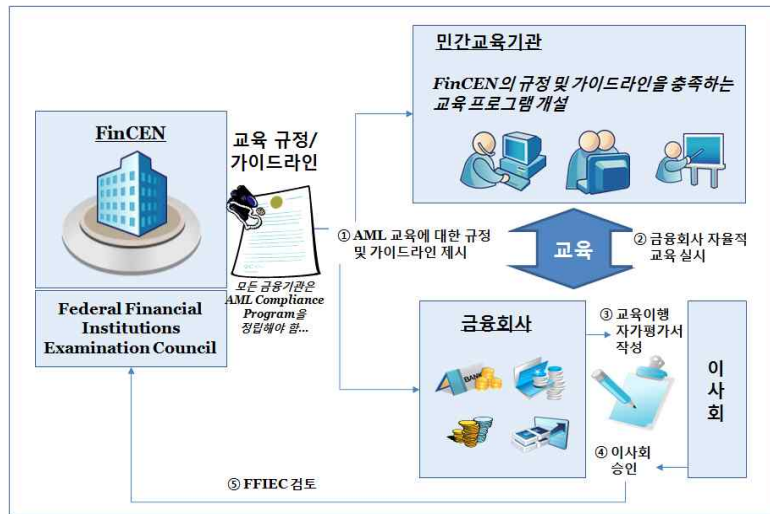 FinCEN
Federal Financial
Institutions
Examination Council
교육 규정/
가이드라인
모든 금융기관은
AML Compliance
Program을
정립해야 함...
① AML 교육에 대한 규정
및 가이드라인 제시
민간교육기관
FinCEN의 규정 및 가이드라인을 충족하는
교육 프로그램 개설
교육
② 금융회사 자율적
교육 실시
금융회사
BANK
③ 교육이행
자가평가서
작성
이
사
회
④ 이사회
승인
⑤ FFIEC 검토